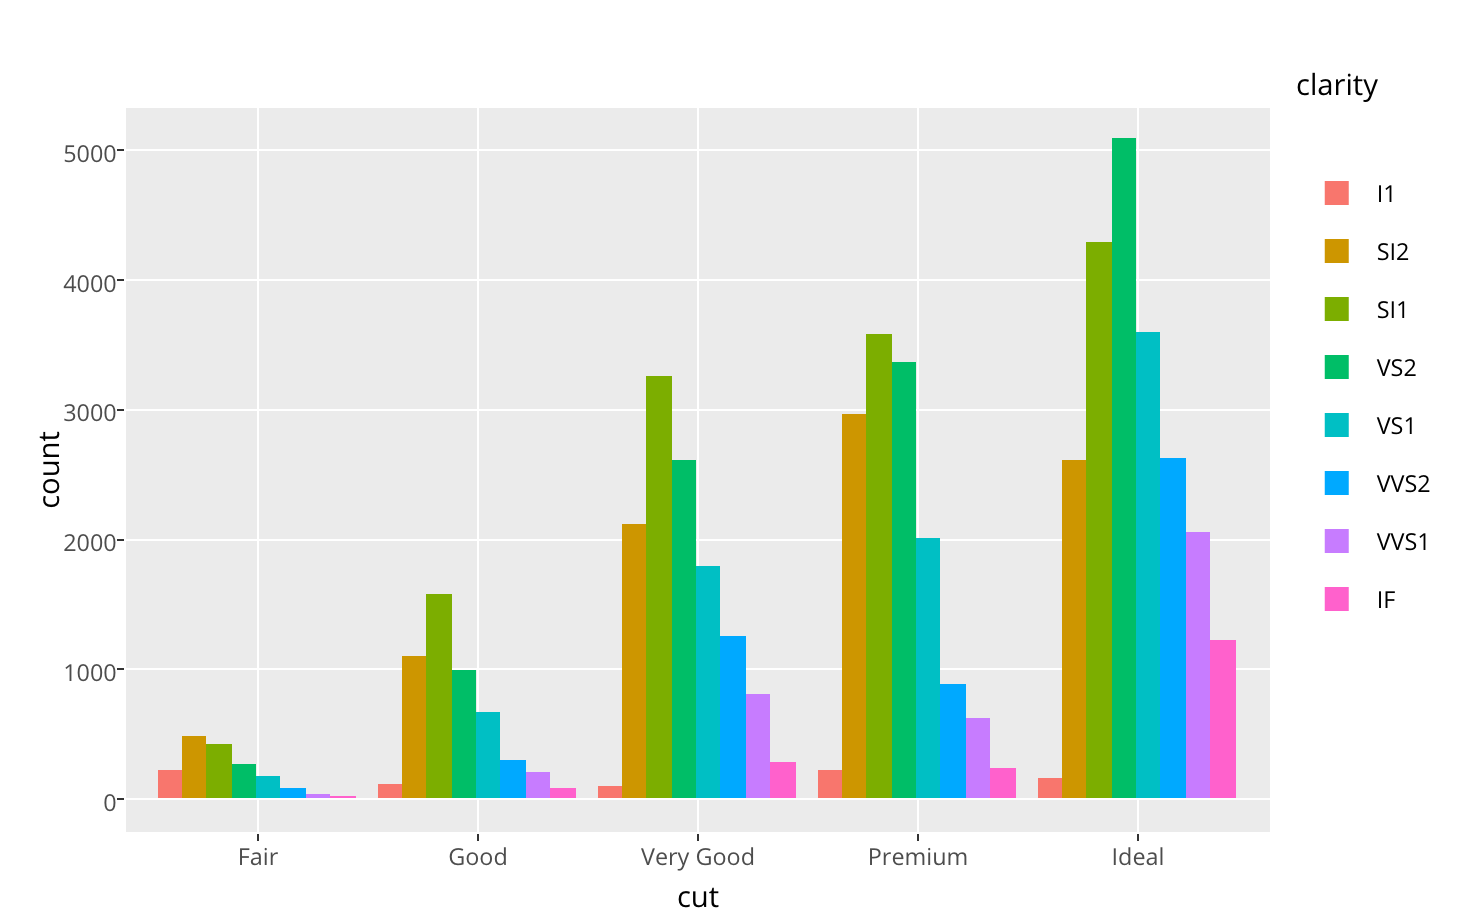 clarity
I1
SI2
SI1
VS2
VS1
VVS2
VVS1
IF
count
5000
4000
3000
2000
1000
0
Fair Good Very Good Premium Ideal
cut